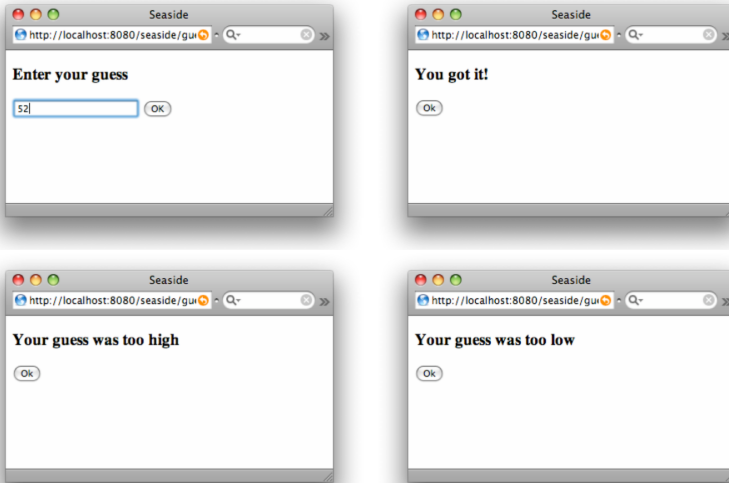 Seaside
http://localhost:8080/seaside/gu
Enter your guess
52
OK
Seaside
http://localhost:8080/seaside/gu
You got it!
Ok
Seaside
http://localhost:8080/seaside/gu
Your guess was too high
Ok
Seaside
http://localhost:8080/seaside/gu
Your guess was too low
Ok